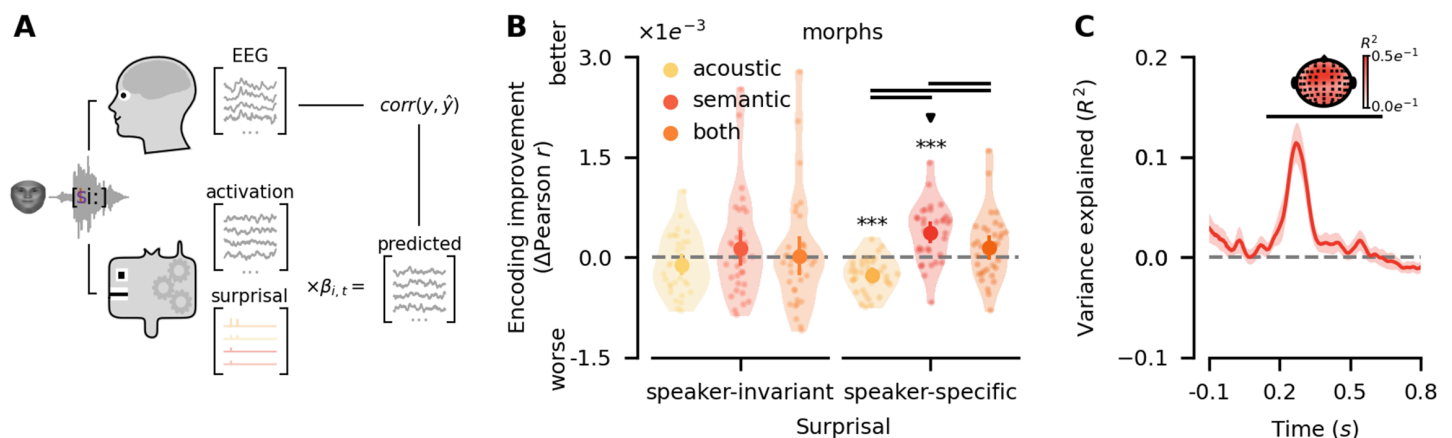 A
EEG
...
corr(y, ŷ)
[si:]
activation
...
predicted
...
surprisal
×βi, t =
B
×1e−3
morphs
better
worse
Encoding improvement
(ΔPearson r)
3.0
1.5
0.0
-1.5
acoustic
semantic
both
***
***
speaker-invariant
speaker-specific
Surprisal
C
R2
0.5e−1
0.0e−1
Variance explained (R2)
0.2
0.1
0.0
−0.1
-0.1
0.2
0.5
0.8
Time (s)